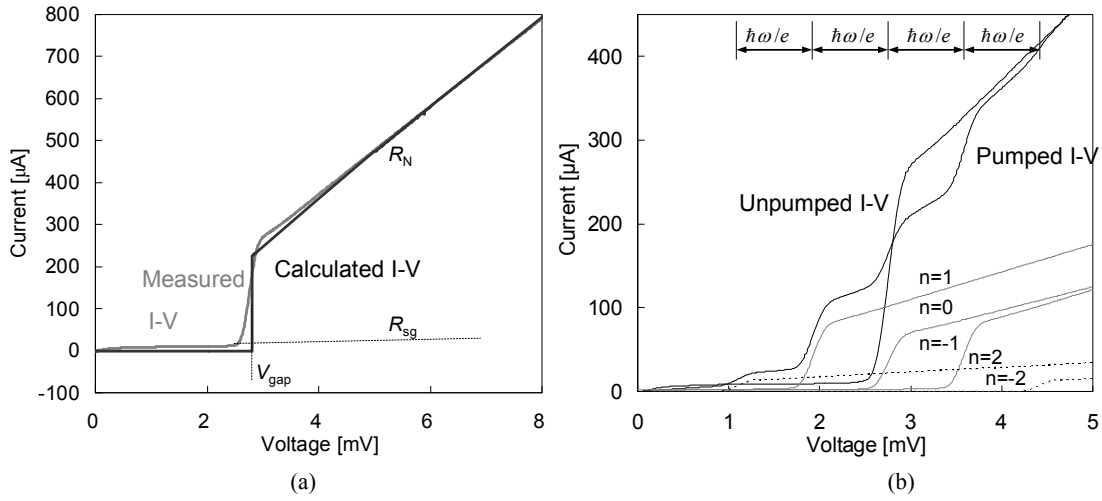 800
700
600
500
400
300
200
100
0
-100
Current [μA]
R_N
Calculated I-V
Measured
I-V
R_sg
V_gap
0
2
4
6
8
Voltage [mV]
(a)
ħω/e
ħω/e
ħω/e
ħω/e
400
300
200
100
0
Current [μA]
Pumped I-V
Unpumped I-V
n=1
n=0
n=-1
n=2
n=-2
0
1
2
3
4
5
Voltage [mV]
(b)